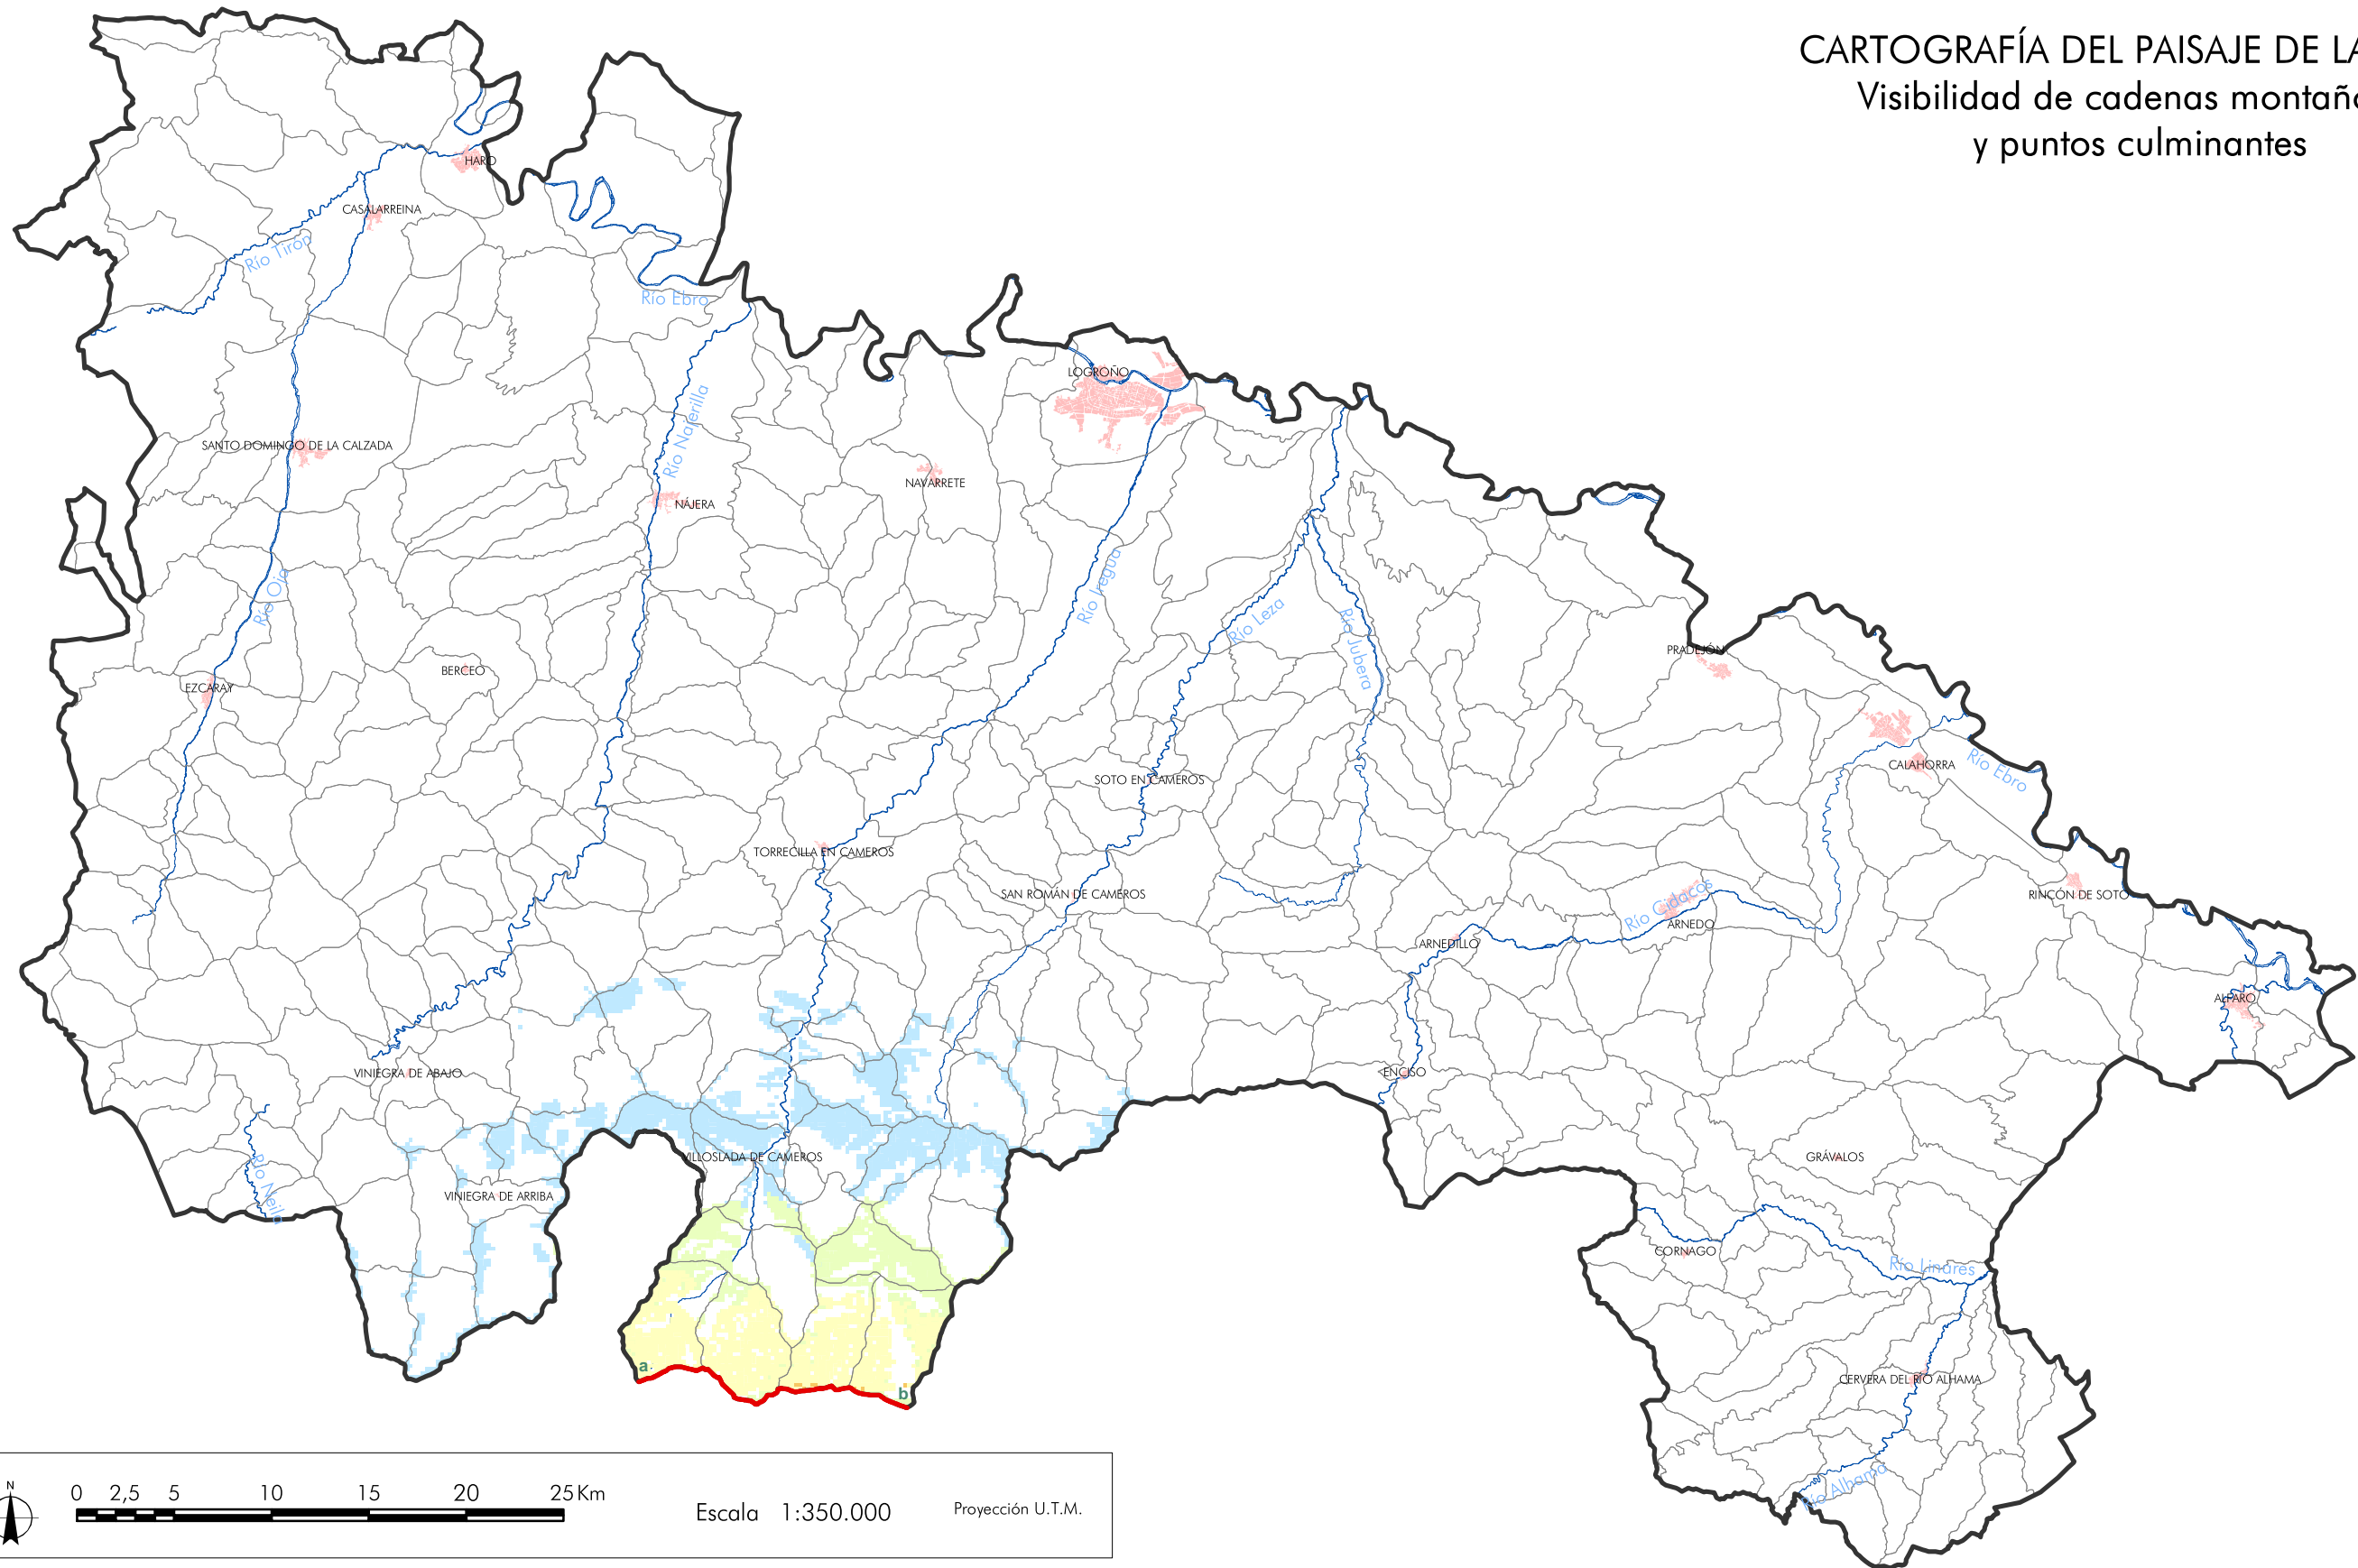 CARTOGRAFÍA DEL PAISAJE DE LA
Visibilidad de cadenas montaño
y puntos culminantes
HARO
CASALARREINA
Río Tirón
Río Ebro
LOGROÑO
Río Najerilla
SANTO DOMINGO DE LA CALZADA
NAVARRETE
NÁJERA
Río Oja
Río Iregua
Río Leza
Río Jubera
PRADEJÓN
BERCEO
EZCARAY
CALAHORRA
Río Ebro
SOTO EN CAMEROS
TORRECILLA EN CAMEROS
SAN ROMÁN DE CAMEROS
RINCÓN DE SOTO
Río Cidacos
ARNEDO
ARNEDILLO
ALFARO
VINIEGRA DE ABAJO
ENCISO
VILLOSLADA DE CAMEROS
GRÁVALOS
Río Neila
VINIEGRA DE ARRIBA
CORNAGO
Río Linares
a
b
CERVERA DEL RÍO ALHAMA
Río Alhama
N
0 2,5 5 10 15 20 25 Km
Escala 1:350.000
Proyección U.T.M.